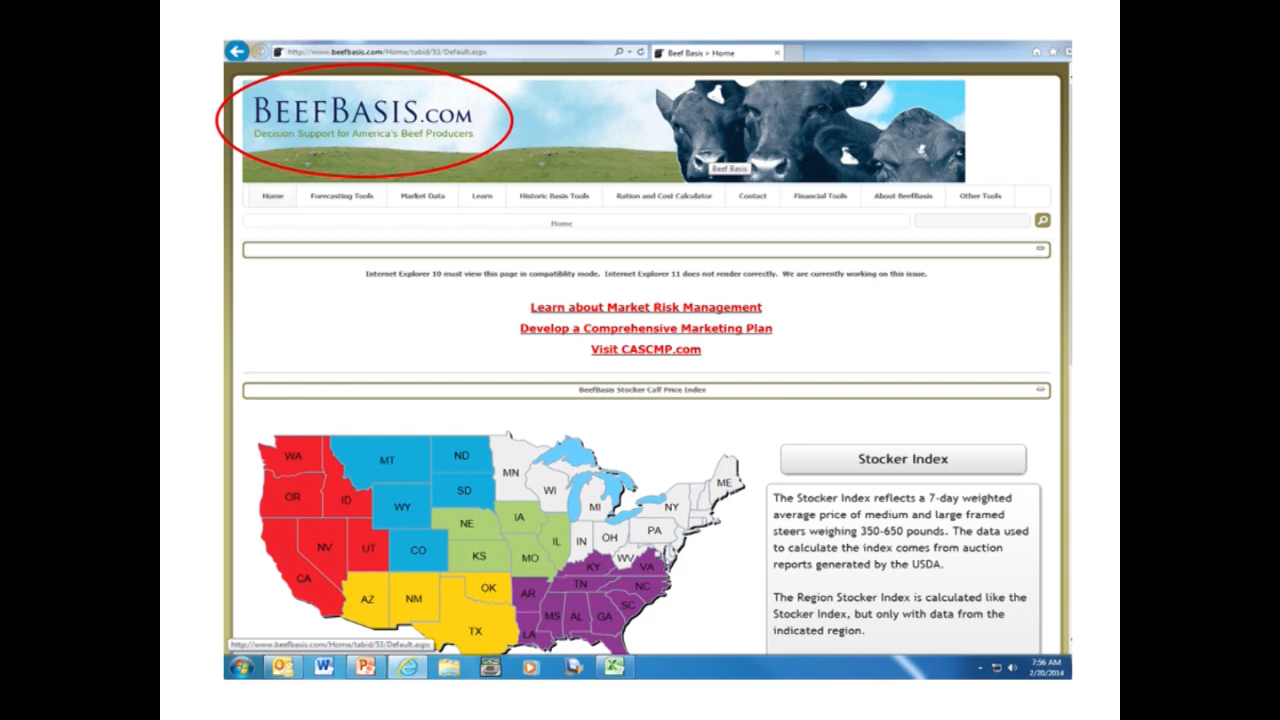 http://www.beefbasis.com/Home/tabid/53/Default.aspx
Beef Basis > Home
BEEFBASIS.COM
Decision Support for America's Beef Producers
Beef Basis
Home Forecasting Tools Market Data Learn Historic Basis Tools Ration and Cost Calculator Contact Financial Tools About BeefBasis Other Tools
Home
Internet Explorer 10 must view this page in compatiblity mode. Internet Explorer 11 does not render correctly. We are currently working on this issue.
Learn about Market Risk Management
Develop a Comprehensive Marketing Plan
Visit CASCMP.com
BeefBasis Stocker Calf Price Index
WA
MT
ND
MN
OR
ID
SD
WI
ME
WY
MI
NY
NE
IA
PA
NV
UT
CO
KS
MO
IL
IN
OH
WV
CA
KY
VA
AZ
NM
OK
AR
TN
NC
SC
TX
MS
AL
GA
LA
Stocker Index
The Stocker Index reflects a 7-day weighted
average price of medium and large framed
steers weighing 350-650 pounds. The data used
to calculate the index comes from auction
reports generated by the USDA.
The Region Stocker Index is calculated like the
Stocker Index, but only with data from the
indicated region.
http://www.beefbasis.com/Home/tabid/53/Default.aspx
7:56 AM
2/20/2014